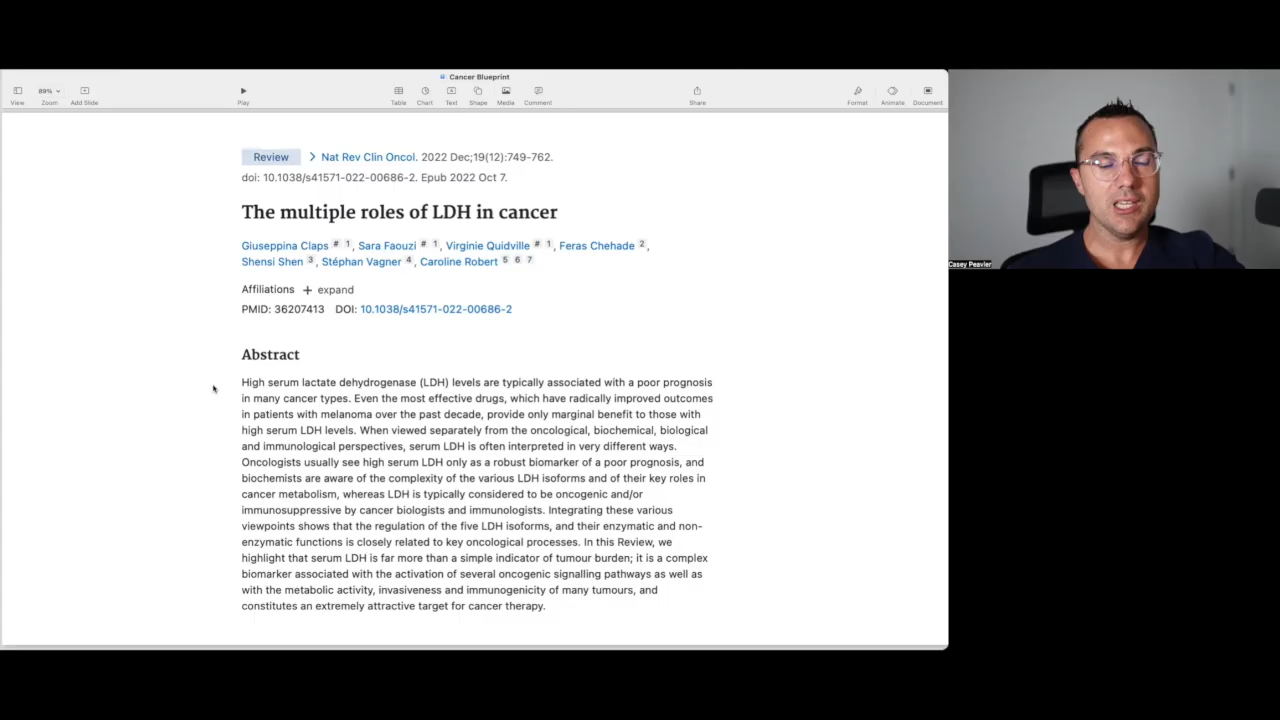 Cancer Blueprint
89%
View Zoom Add Slide Play Table Chart Text Shape Media Comment Share Format Animate Document
Review > Nat Rev Clin Oncol. 2022 Dec;19(12):749-762.
doi: 10.1038/s41571-022-00686-2. Epub 2022 Oct 7.
The multiple roles of LDH in cancer
Giuseppina Claps # 1, Sara Faouzi # 1, Virginie Quidville # 1, Feras Chehade 2,
Shensi Shen 3, Stéphan Vagner 4, Caroline Robert 5 6 7
Affiliations + expand
PMID: 36207413 DOI: 10.1038/s41571-022-00686-2
Abstract
High serum lactate dehydrogenase (LDH) levels are typically associated with a poor prognosis
in many cancer types. Even the most effective drugs, which have radically improved outcomes
in patients with melanoma over the past decade, provide only marginal benefit to those with
high serum LDH levels. When viewed separately from the oncological, biochemical, biological
and immunological perspectives, serum LDH is often interpreted in very different ways.
Oncologists usually see high serum LDH only as a robust biomarker of a poor prognosis, and
biochemists are aware of the complexity of the various LDH isoforms and of their key roles in
cancer metabolism, whereas LDH is typically considered to be oncogenic and/or
immunosuppressive by cancer biologists and immunologists. Integrating these various
viewpoints shows that the regulation of the five LDH isoforms, and their enzymatic and non-
enzymatic functions is closely related to key oncological processes. In this Review, we
highlight that serum LDH is far more than a simple indicator of tumour burden; it is a complex
biomarker associated with the activation of several oncogenic signalling pathways as well as
with the metabolic activity, invasiveness and immunogenicity of many tumours, and
constitutes an extremely attractive target for cancer therapy.
Casey Peavler